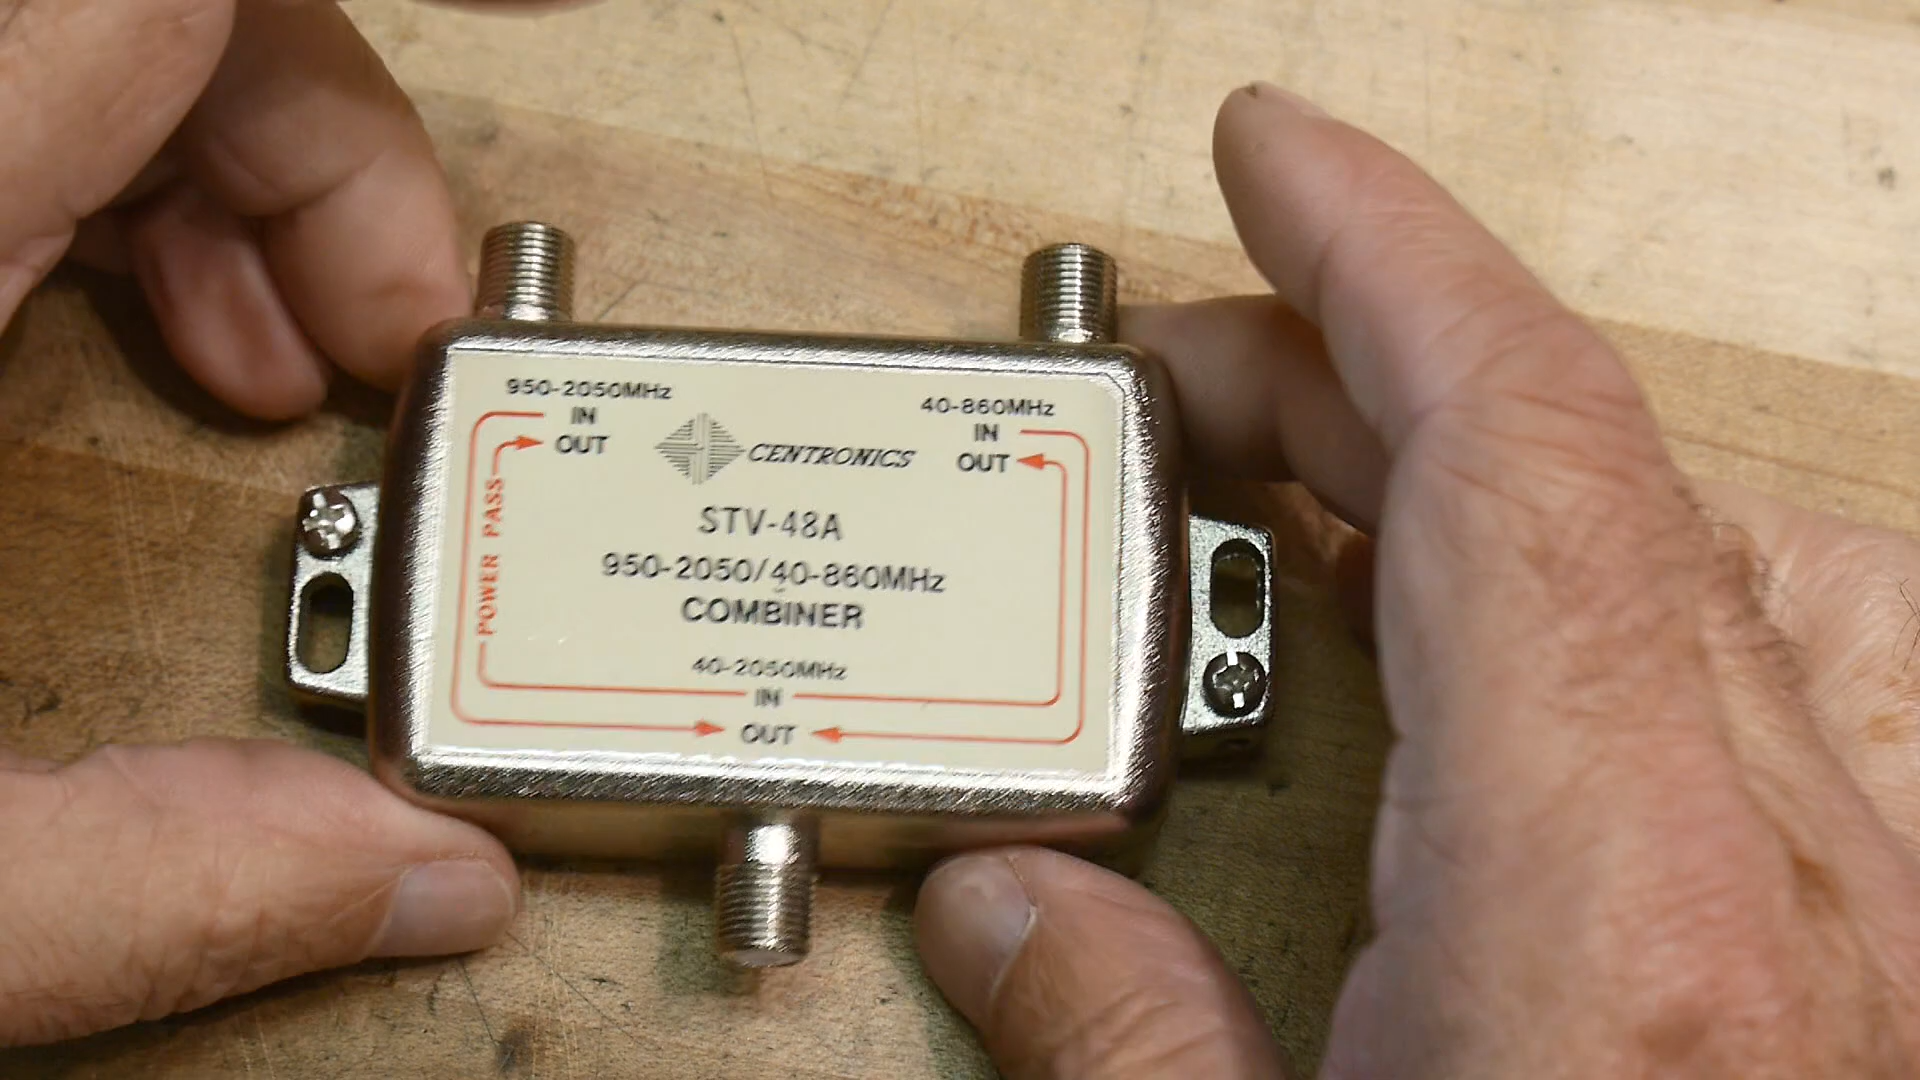 950-2050MHz
IN
OUT
40-860MHz
IN
OUT
CENTRONICS
POWER PASS
STV-48A
950-2050/40-860MHz
COMBINER
40-2050MHz
IN
OUT